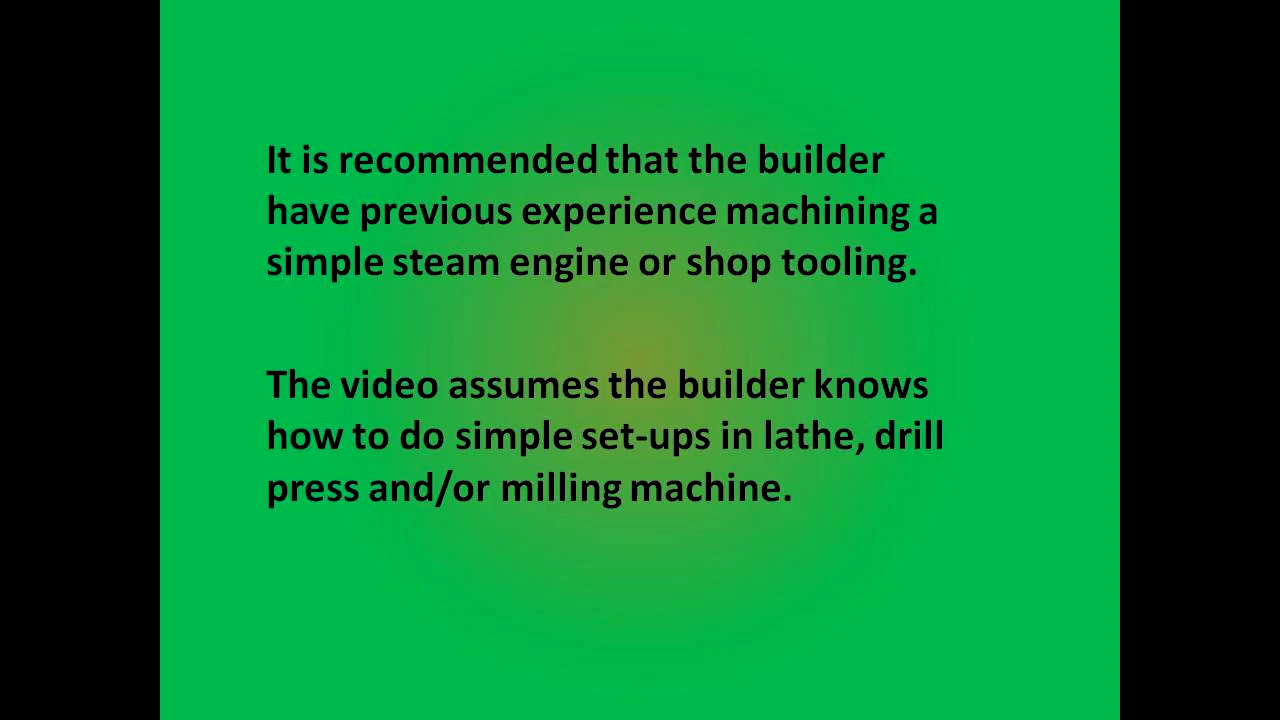 It is recommended that the builder
have previous experience machining a
simple steam engine or shop tooling.
The video assumes the builder knows
how to do simple set-ups in lathe, drill
press and/or milling machine.